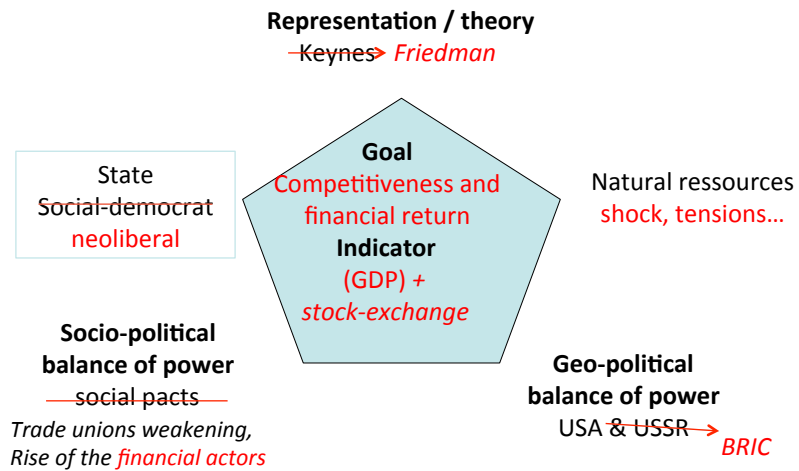 Representation / theory
Keynes Friedman
State
Social-democrat
neoliberal
Goal
Competitiveness and
financial return
Indicator
(GDP) +
stock-exchange
Natural ressources
shock, tensions…
Socio-political
balance of power
social pacts
Trade unions weakening,
Rise of the financial actors
Geo-political
balance of power
USA & USSR
BRIC